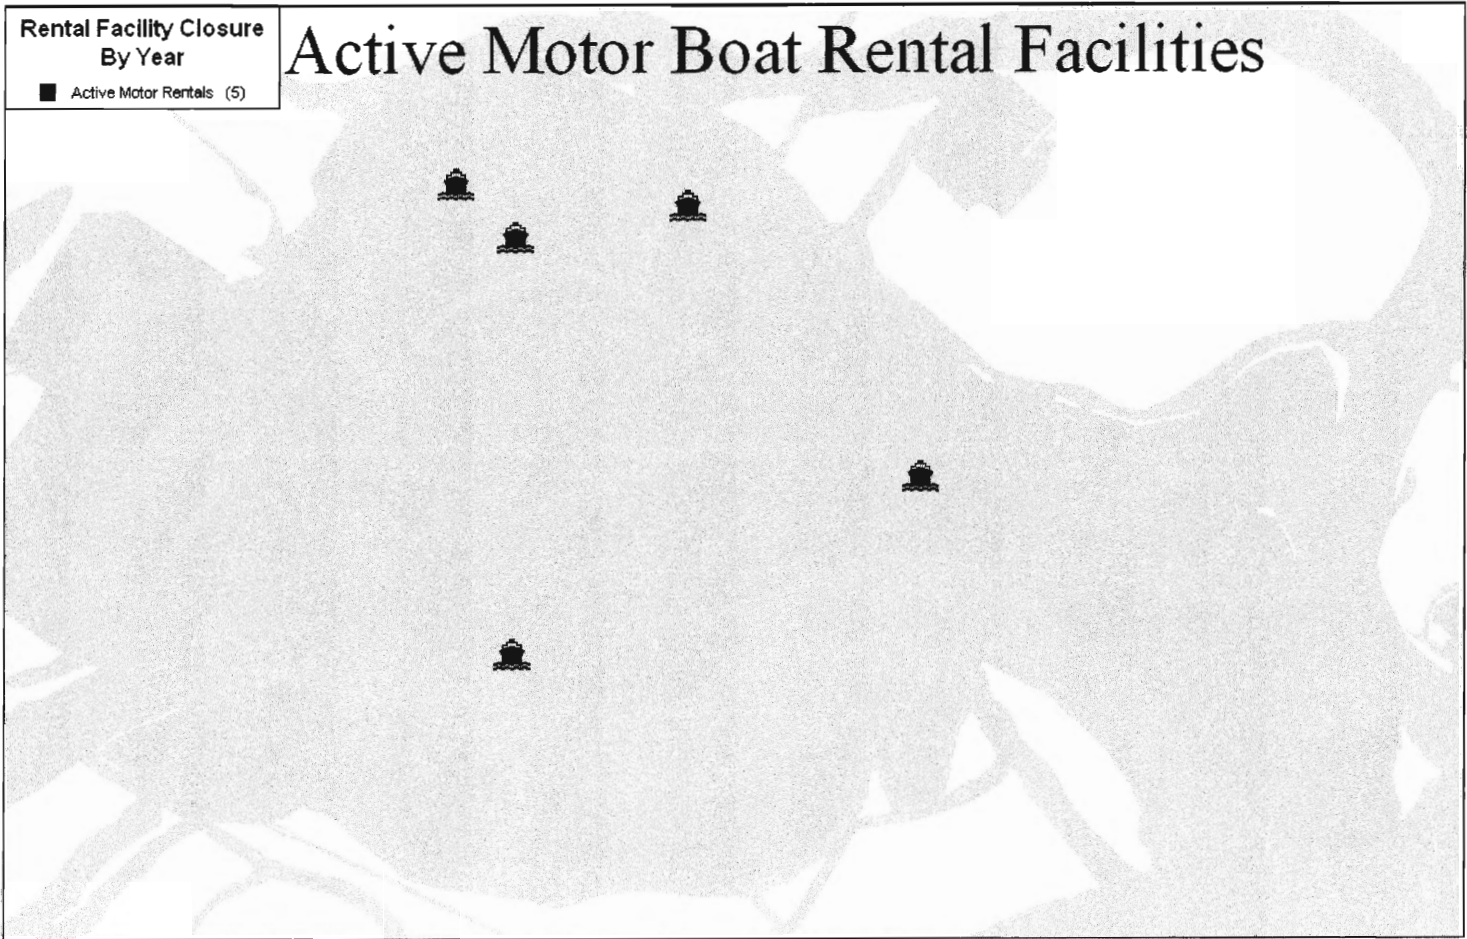 Rental Facility Closure
By Year
Active Motor Rentals (5)
Active Motor Boat Rental Facilities